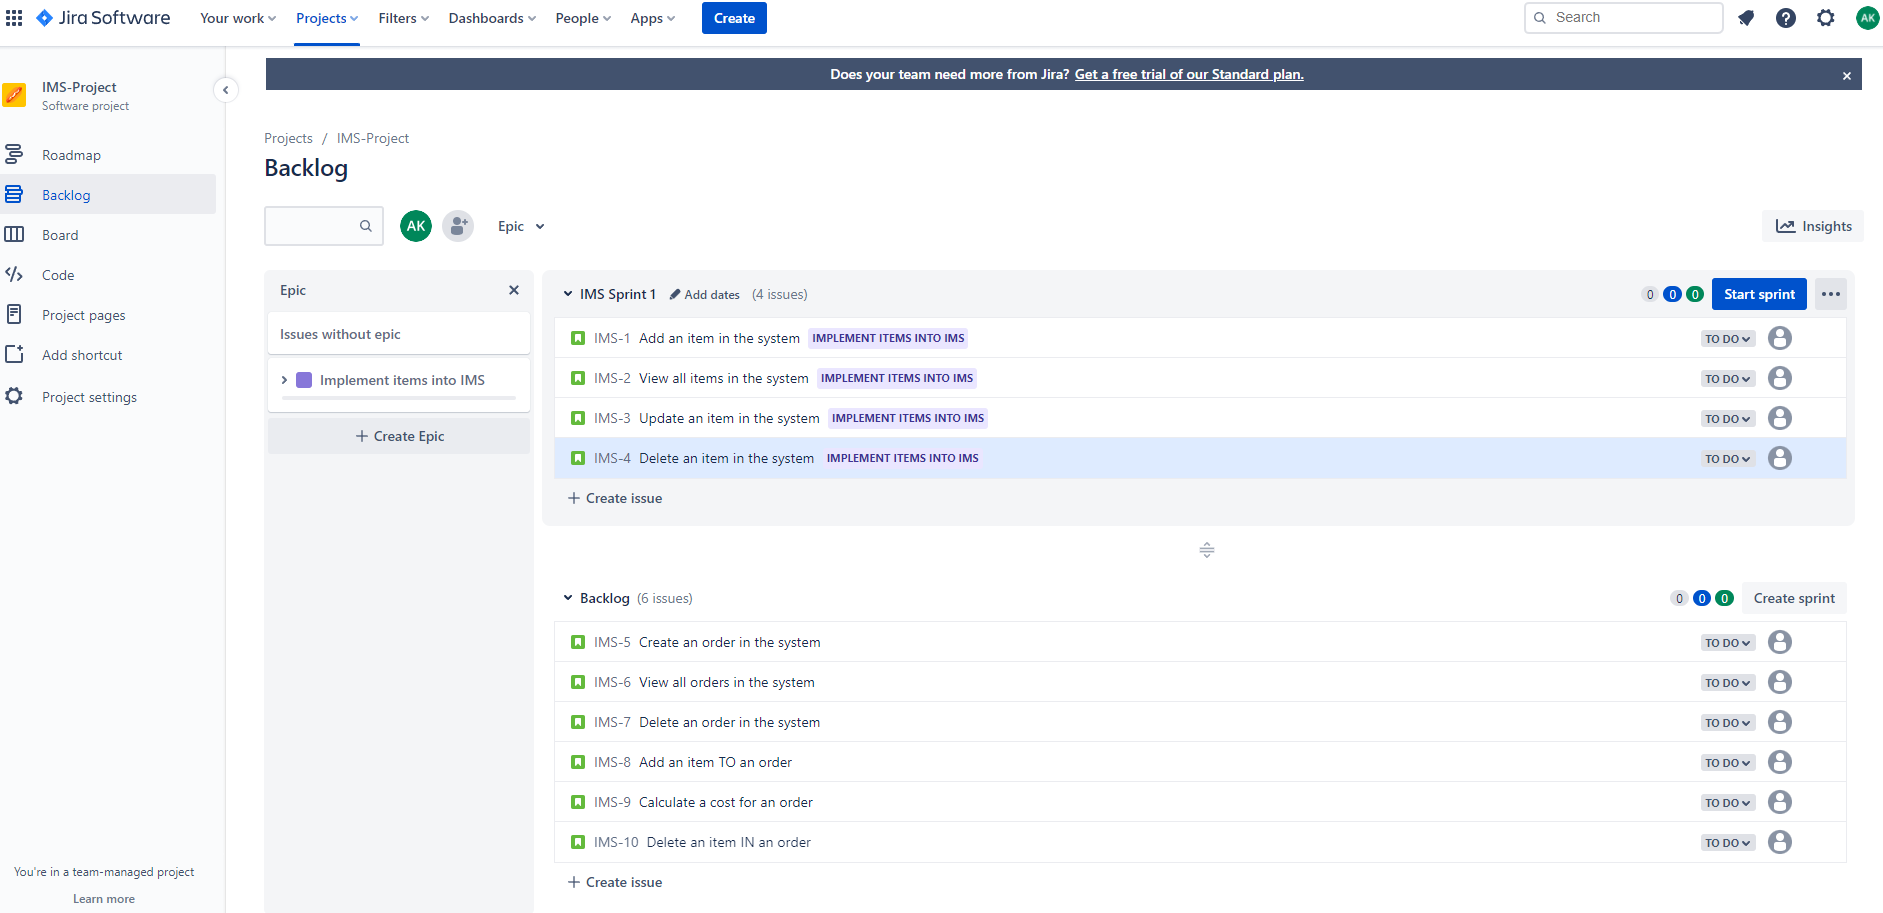 Jira Software Your work Projects Filters Dashboards People Apps Create Search AK
Does your team need more from Jira? Get a free trial of our Standard plan.
IMS-Project
Software project
Roadmap
Backlog
Board
Code
Project pages
Add shortcut
Project settings
You're in a team-managed project
Learn more
Projects / IMS-Project
Backlog
AK Epic Insights
Epic
Issues without epic
Implement items into IMS
+ Create Epic
IMS Sprint 1 Add dates (4 issues) 0 0 0 Start sprint
IMS-1 Add an item in the system IMPLEMENT ITEMS INTO IMS TO DO
IMS-2 View all items in the system IMPLEMENT ITEMS INTO IMS TO DO
IMS-3 Update an item in the system IMPLEMENT ITEMS INTO IMS TO DO
IMS-4 Delete an item in the system IMPLEMENT ITEMS INTO IMS TO DO
+ Create issue
Backlog (6 issues) 0 0 0 Create sprint
IMS-5 Create an order in the system TO DO
IMS-6 View all orders in the system TO DO
IMS-7 Delete an order in the system TO DO
IMS-8 Add an item TO an order TO DO
IMS-9 Calculate a cost for an order TO DO
IMS-10 Delete an item IN an order TO DO
+ Create issue